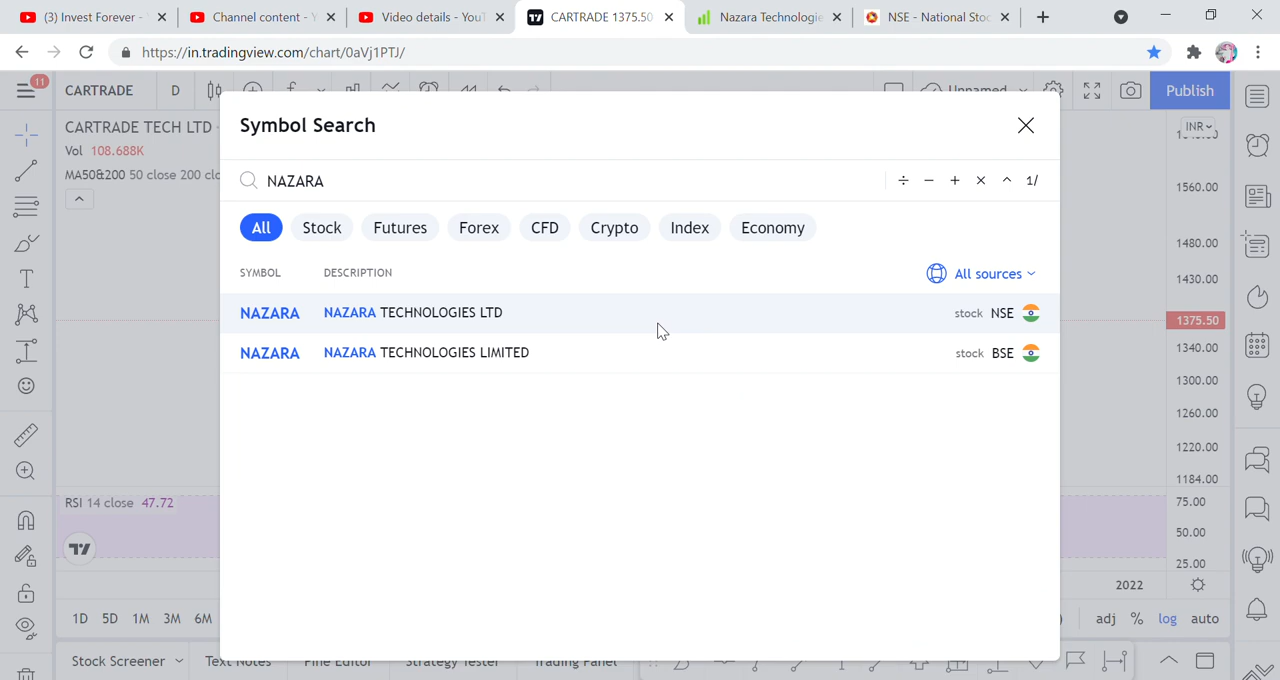 (3) Invest Forever -
Channel content - Y
Video details - YouT
CARTRADE 1375.50
Nazara Technologie
NSE - National Stoc
https://in.tradingview.com/chart/0aVj1PTJ/
11
CARTRADE
D
Unnamed
Publish
CARTRADE TECH LTD
Vol 108.688K
MA50&200 50 close 200 clo
Symbol Search
NAZARA
÷ − + × ^ 1/
All
Stock
Futures
Forex
CFD
Crypto
Index
Economy
SYMBOL
DESCRIPTION
All sources
NAZARA NAZARA TECHNOLOGIES LTD stock NSE
NAZARA NAZARA TECHNOLOGIES LIMITED stock BSE
INR
1560.00
1480.00
1430.00
1375.50
1340.00
1300.00
1260.00
1220.00
1184.00
75.00
50.00
25.00
RSI 14 close 47.72
2022
1D 5D 1M 3M 6M
adj % log auto
Stock Screener
Text Notes
Pine Editor
Strategy Tester
Trading Panel